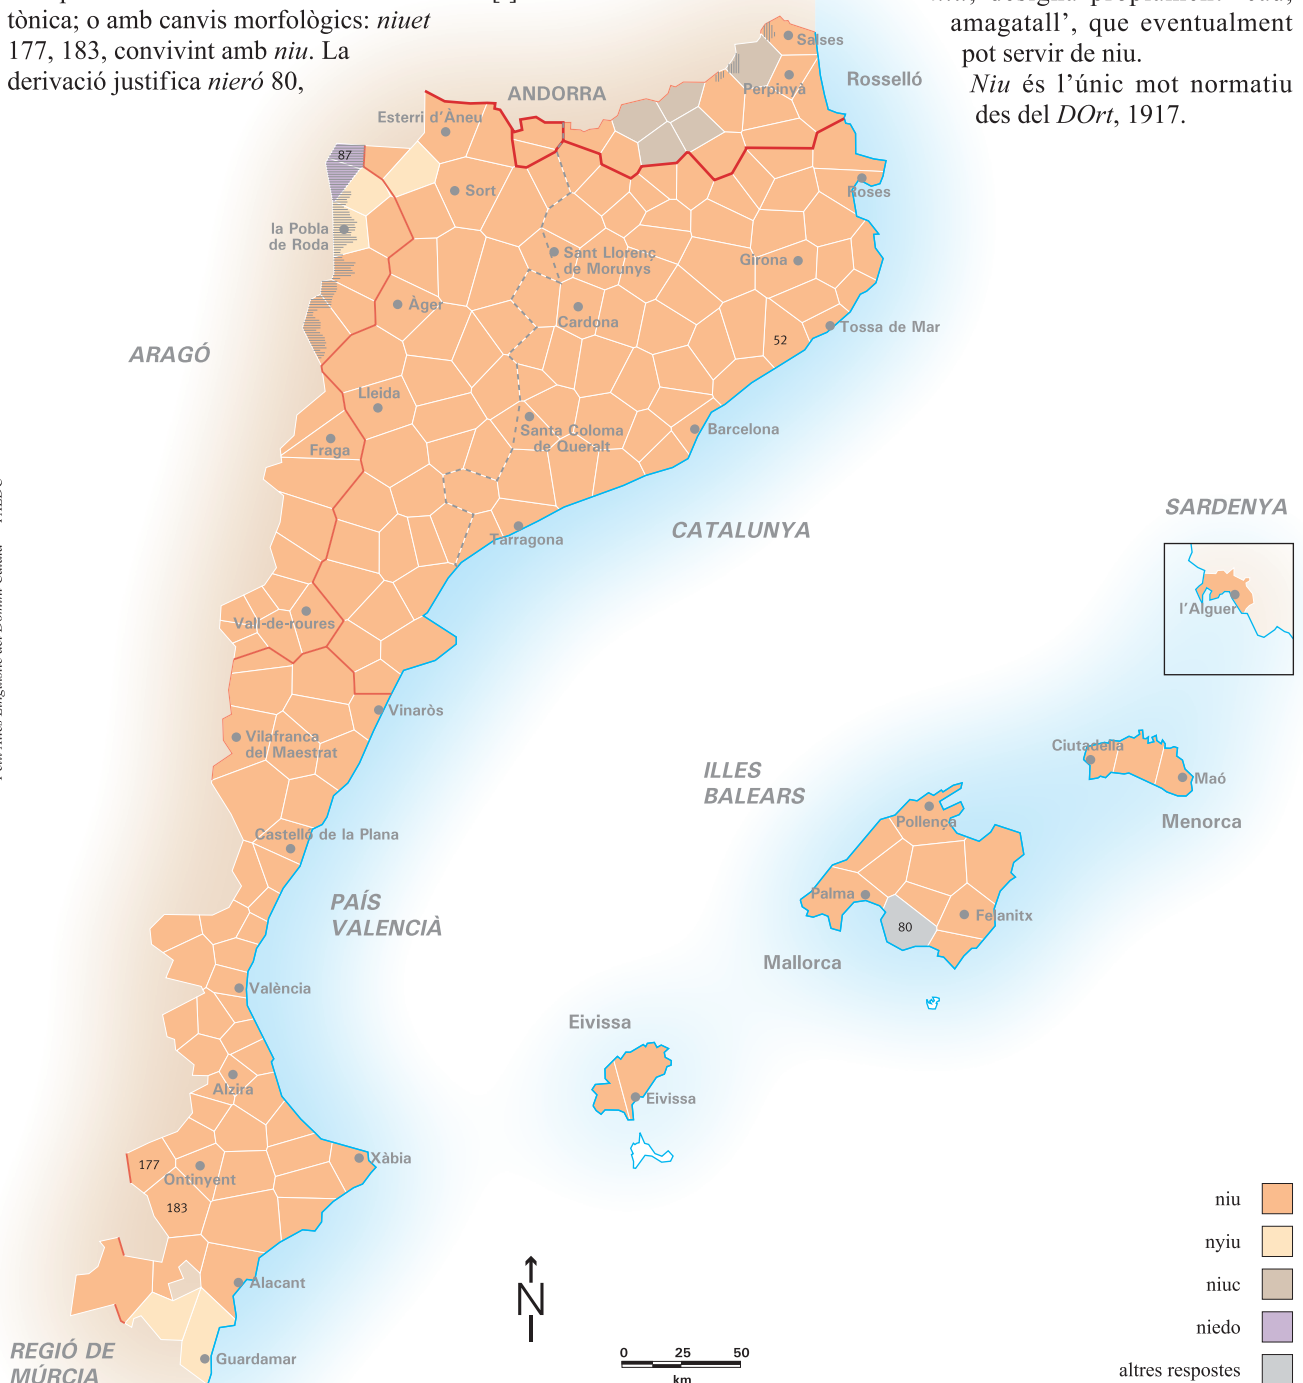 tònica; o amb canvis morfològics: niuet
177, 183, convivint amb niu. La
derivació justifica nieró 80,
amagatall’, que eventualment
pot servir de niu.
Niu és l’únic mot normatiu
des del DOrt, 1917.
Salses
Perpinyà
Rosselló
ANDORRA
Esterri d’Àneu
87
Sort
Roses
la Pobla
de Roda
Sant Llorenç
de Morunys
Girona
Àger
Cardona
Tossa de Mar
52
ARAGÓ
Lleida
Santa Coloma
de Queralt
Barcelona
Fraga
SARDENYA
CATALUNYA
Tarragona
l’Alguer
Vall-de-roures
Vinaròs
Vilafranca
del Maestrat
Ciutadella
ILLES
BALEARS
Maó
Pollença
Menorca
Castelló de la Plana
PAÍS
VALENCIÀ
Palma
Felanitx
80
Mallorca
València
Eivissa
Alzira
Eivissa
Xàbia
177
Ontinyent
183
niu
nyiu
Alacant
niuc
niedo
N
REGIÓ DE
MÚRCIA
Guardamar
0 25 50
km
altres respostes